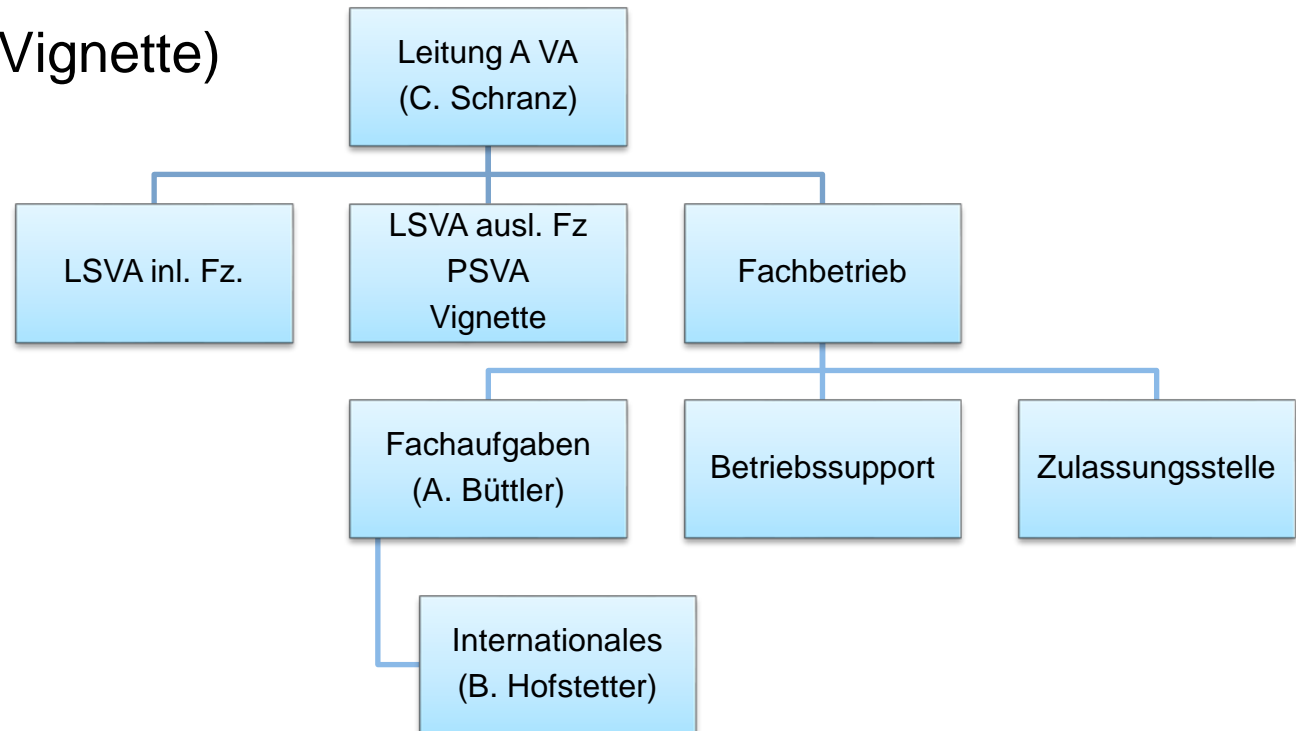 Vignette)
Leitung A VA
(C. Schranz)
LSVA inl. Fz.
LSVA ausl. Fz
PSVA
Vignette
Fachbetrieb
Fachaufgaben
(A. Büttler)
Betriebssupport
Zulassungsstelle
Internationales
(B. Hofstetter)